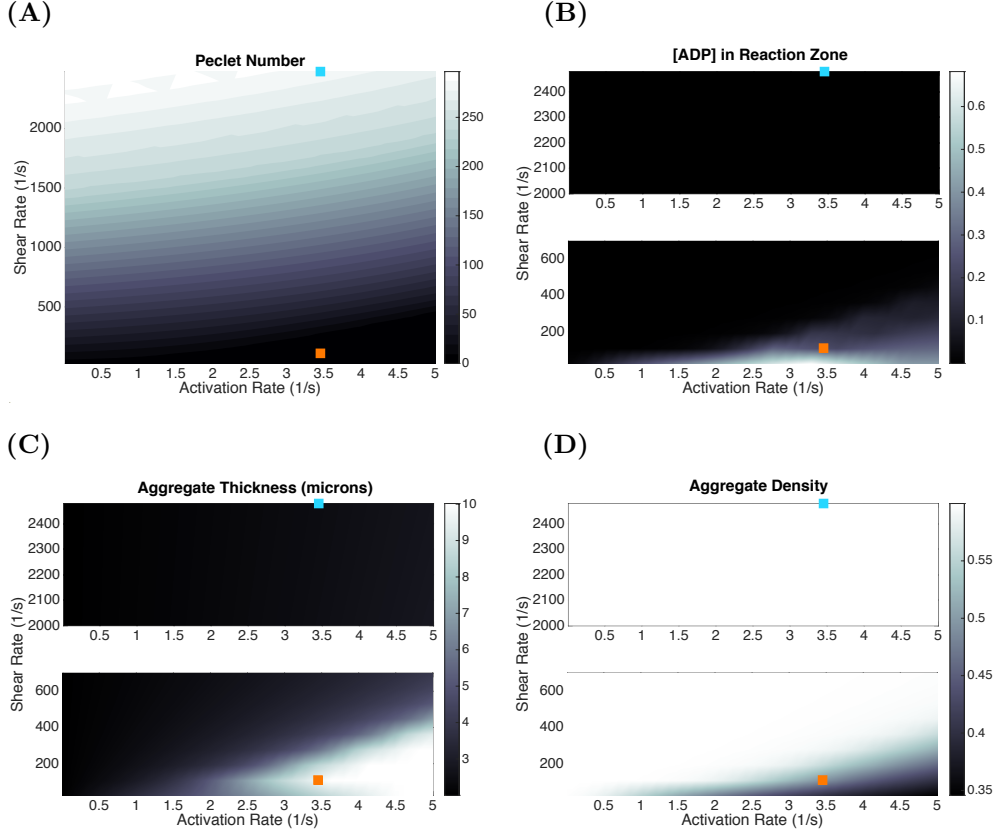 (A)
Peclet Number
Shear Rate (1/s)
2000
1500
1000
500
0.5 1 1.5 2 2.5 3 3.5 4 4.5 5
Activation Rate (1/s)
250
200
150
100
50
0
(B)
[ADP] in Reaction Zone
Shear Rate (1/s)
2400
2300
2200
2100
2000
0.5 1 1.5 2 2.5 3 3.5 4 4.5 5
600
400
200
0.5 1 1.5 2 2.5 3 3.5 4 4.5 5
Activation Rate (1/s)
0.6
0.5
0.4
0.3
0.2
0.1
(C)
Aggregate Thickness (microns)
Shear Rate (1/s)
2400
2300
2200
2100
2000
0.5 1 1.5 2 2.5 3 3.5 4 4.5 5
600
400
200
0.5 1 1.5 2 2.5 3 3.5 4 4.5 5
Activation Rate (1/s)
10
9
8
7
6
5
4
3
2
(D)
Aggregate Density
Shear Rate (1/s)
2400
2300
2200
2100
2000
0.5 1 1.5 2 2.5 3 3.5 4 4.5 5
600
400
200
0.5 1 1.5 2 2.5 3 3.5 4 4.5 5
Activation Rate (1/s)
0.55
0.5
0.45
0.4
0.35